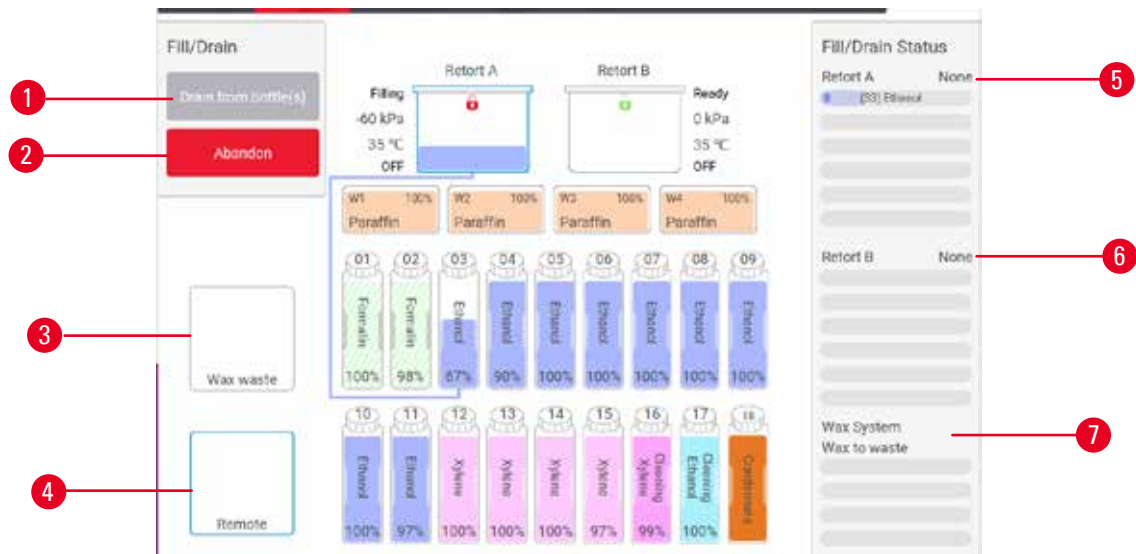 Fill/Drain
Drain from bottle(s)
Abandon
Wax waste
Remote
1
2
3
4
Retort A
Retort B
Filling
-60 kPa
35 °C
OFF
Ready
0 kPa
35 °C
OFF
W1 100%
Paraffin
W2 100%
Paraffin
W3 100%
Paraffin
W4 100%
Paraffin
01 02 03 04 05 06 07 08 09
Formalin Formalin Ethanol Ethanol Ethanol Ethanol Ethanol Ethanol Ethanol
100% 98% 67% 90% 100% 100% 100% 100% 100%
10 11 12 13 14 15 16 17 18
Ethanol Ethanol Xylene Xylene Xylene Xylene Cleaning Xylene Cleaning Ethanol Condensate
100% 97% 100% 100% 100% 97% 99% 100%
Fill/Drain Status
Retort A None
(S3) Ethanol
Retort B None
Wax System
Wax to waste
5
6
7